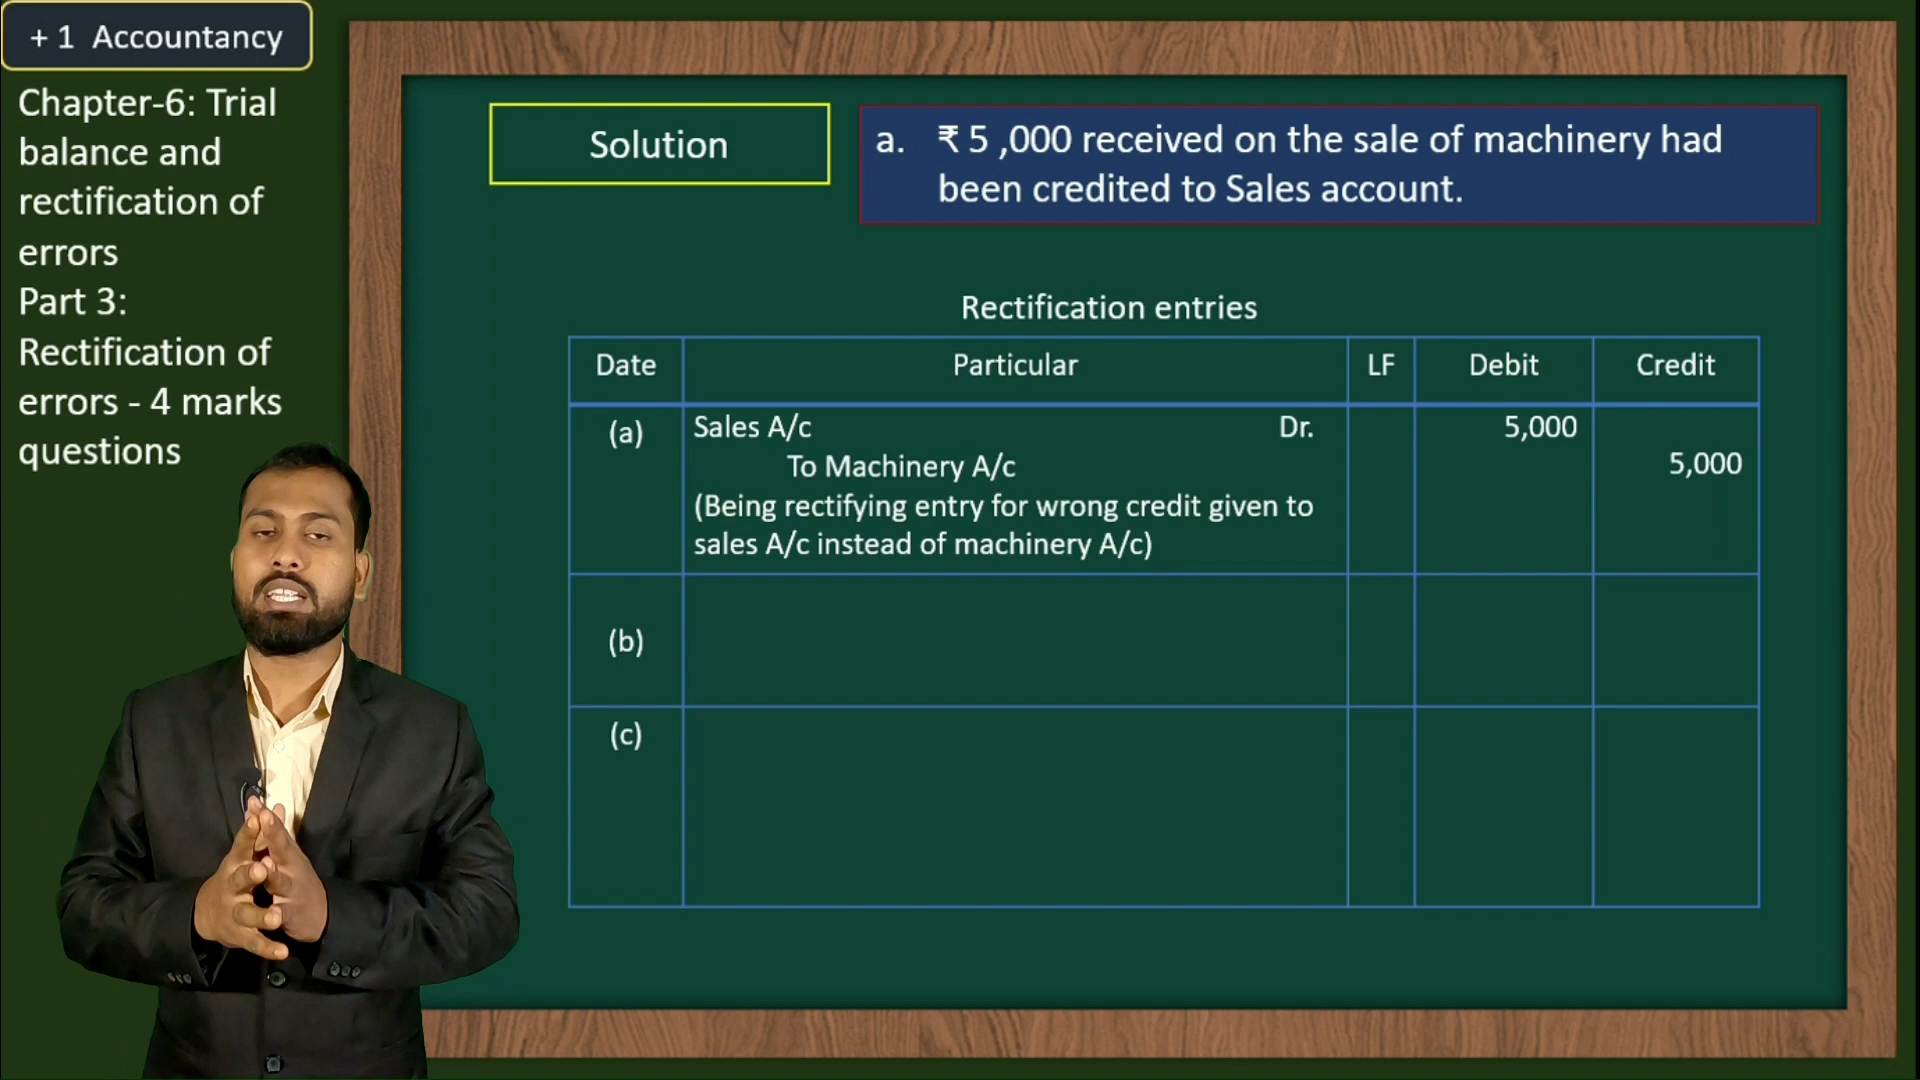 + 1 Accountancy
Chapter-6: Trial
balance and
rectification of
errors
Part 3:
Rectification of
errors - 4 marks
questions
Solution
a. ₹ 5 ,000 received on the sale of machinery had
been credited to Sales account.
Rectification entries
Date Particular LF Debit Credit
(a) Sales A/c Dr. 5,000
To Machinery A/c 5,000
(Being rectifying entry for wrong credit given to
sales A/c instead of machinery A/c)
(b)
(c)